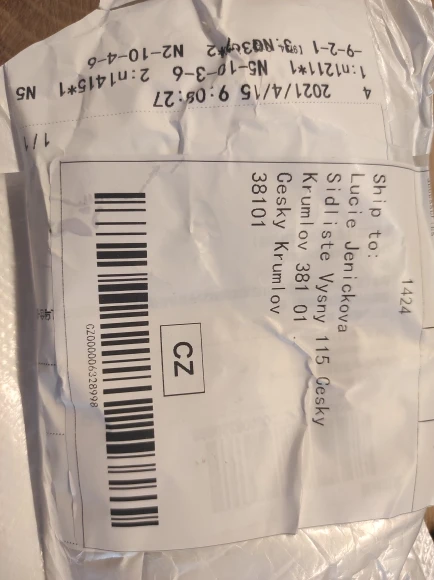 1424
Ship to:
Lucie Jenickova
Sidliste Vysny 115 Cesky
Krumlov 381 01
Cesky Krumlov
38101
CZ
CZ000006328998
4 2021/4/15 9:05:27
1:n1211*1 N5-10-3-6 2:n1415*1 N5
-9-2-1 N2-10-4-6
1/1